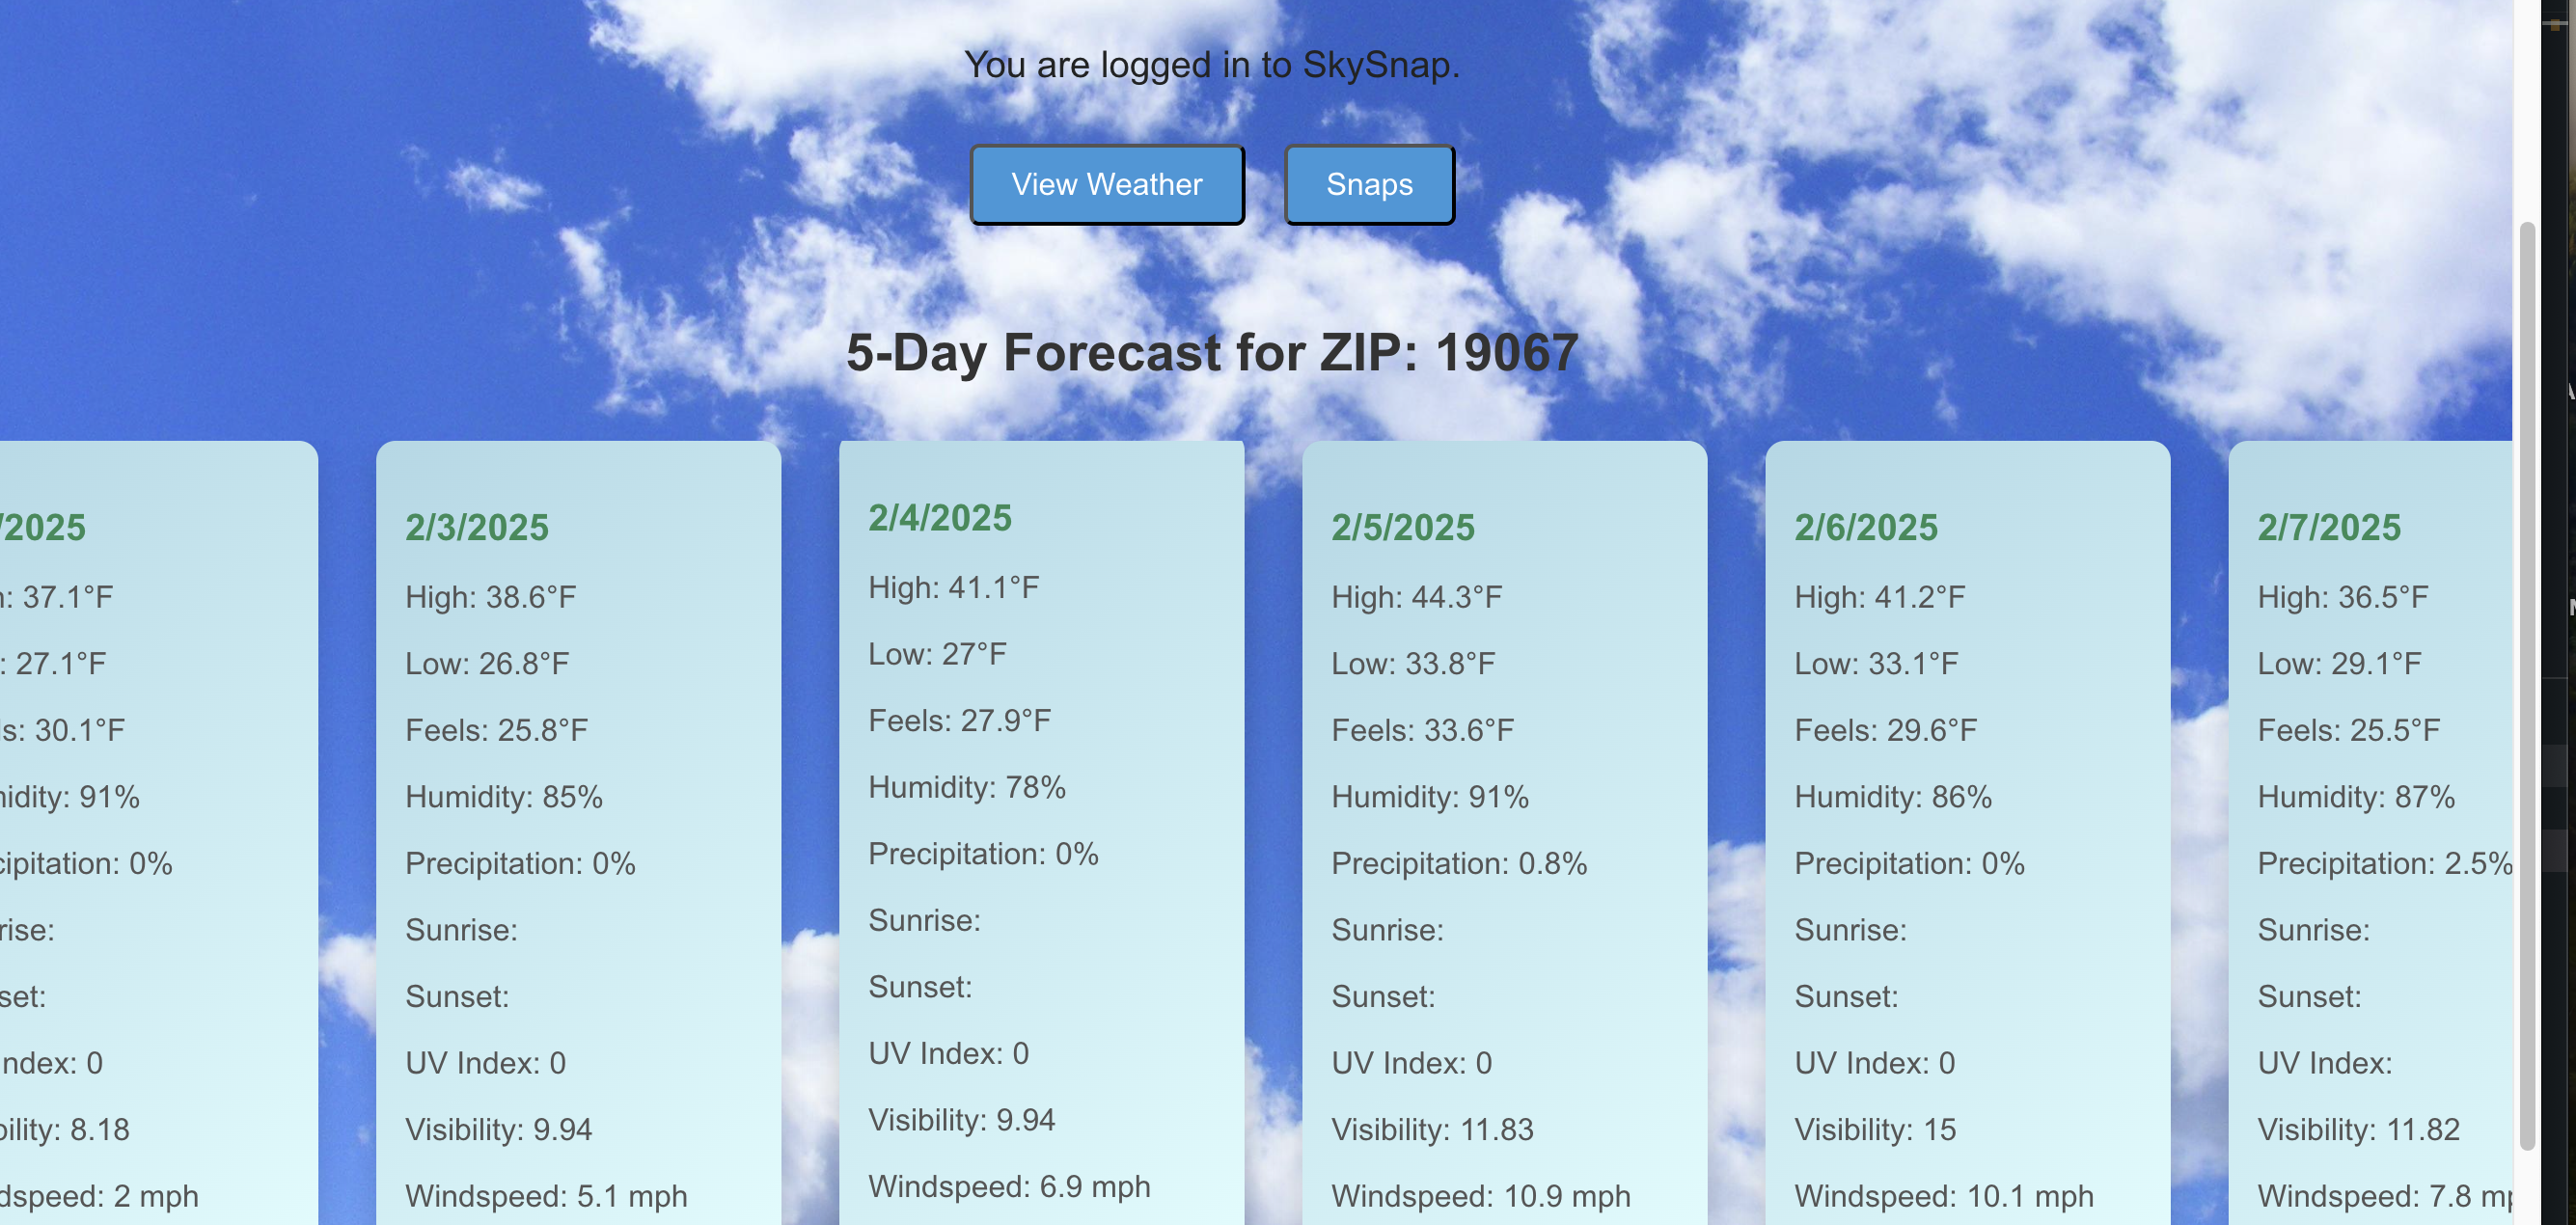 You are logged in to SkySnap.
View Weather
Snaps
5-Day Forecast for ZIP: 19067
/2025
: 37.1°F
: 27.1°F
ls: 30.1°F
nidity: 91%
cipitation: 0%
rise:
set:
ndex: 0
bility: 8.18
dspeed: 2 mph
2/3/2025
High: 38.6°F
Low: 26.8°F
Feels: 25.8°F
Humidity: 85%
Precipitation: 0%
Sunrise:
Sunset:
UV Index: 0
Visibility: 9.94
Windspeed: 5.1 mph
2/4/2025
High: 41.1°F
Low: 27°F
Feels: 27.9°F
Humidity: 78%
Precipitation: 0%
Sunrise:
Sunset:
UV Index: 0
Visibility: 9.94
Windspeed: 6.9 mph
2/5/2025
High: 44.3°F
Low: 33.8°F
Feels: 33.6°F
Humidity: 91%
Precipitation: 0.8%
Sunrise:
Sunset:
UV Index: 0
Visibility: 11.83
Windspeed: 10.9 mph
2/6/2025
High: 41.2°F
Low: 33.1°F
Feels: 29.6°F
Humidity: 86%
Precipitation: 0%
Sunrise:
Sunset:
UV Index: 0
Visibility: 15
Windspeed: 10.1 mph
2/7/2025
High: 36.5°F
Low: 29.1°F
Feels: 25.5°F
Humidity: 87%
Precipitation: 2.5%
Sunrise:
Sunset:
UV Index:
Visibility: 11.82
Windspeed: 7.8 mp